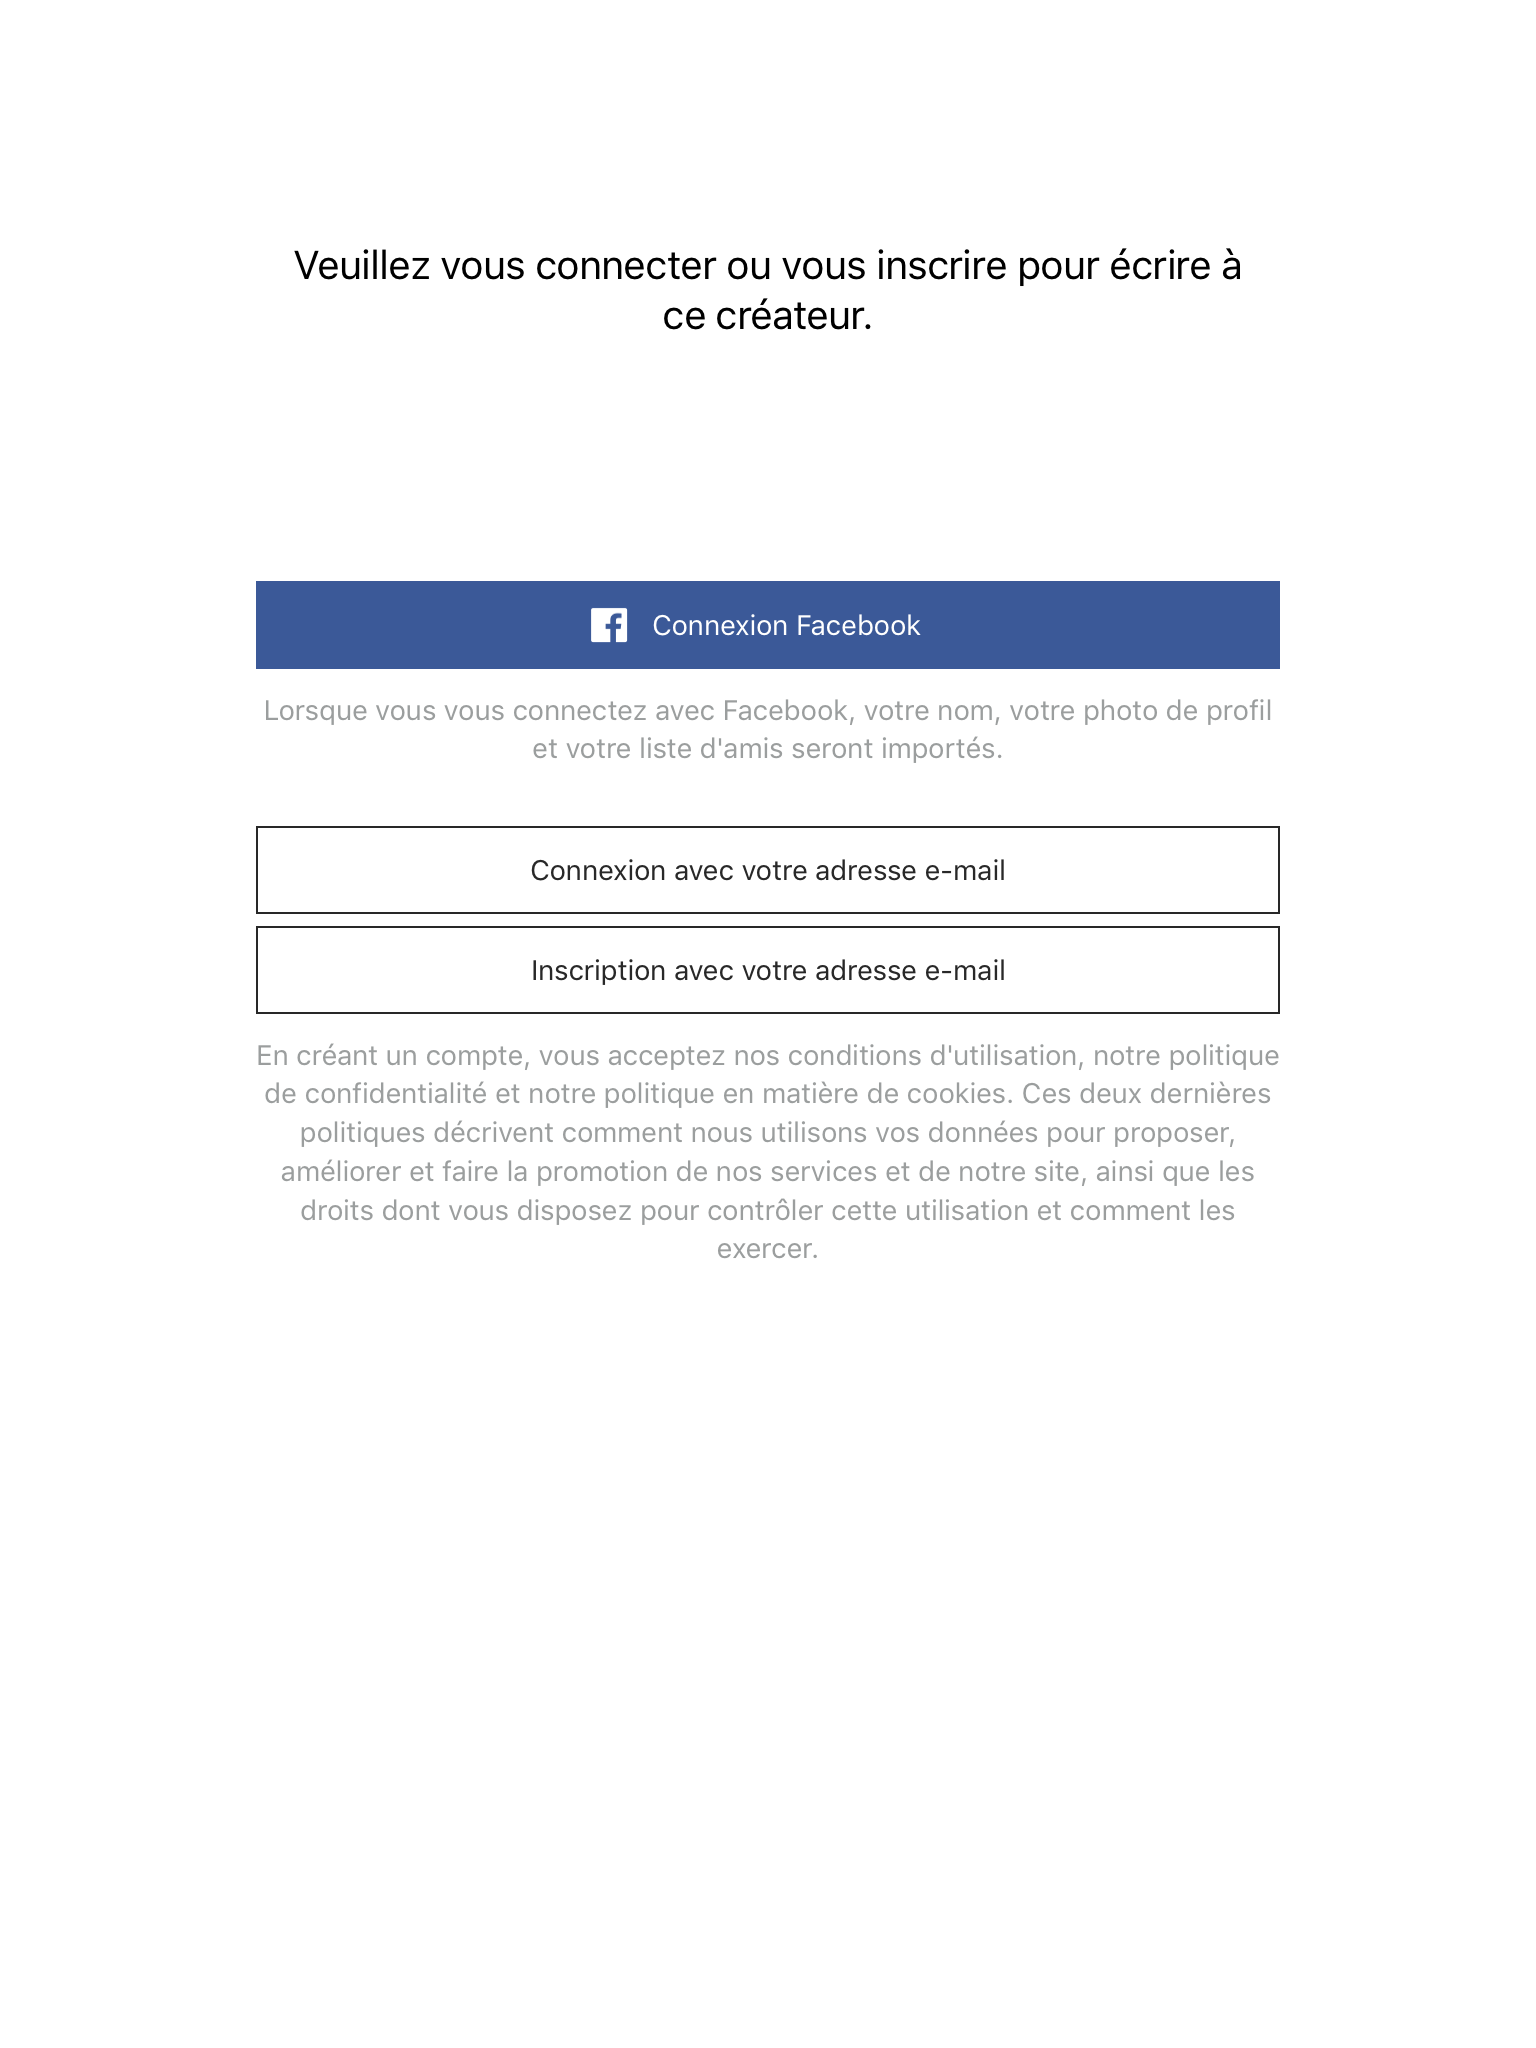 Veuillez vous connecter ou vous inscrire pour écrire à
ce créateur.
Connexion Facebook
Lorsque vous vous connectez avec Facebook, votre nom, votre photo de profil
et votre liste d'amis seront importés.
Connexion avec votre adresse e-mail
Inscription avec votre adresse e-mail
En créant un compte, vous acceptez nos conditions d'utilisation, notre politique
de confidentialité et notre politique en matière de cookies. Ces deux dernières
politiques décrivent comment nous utilisons vos données pour proposer,
améliorer et faire la promotion de nos services et de notre site, ainsi que les
droits dont vous disposez pour contrôler cette utilisation et comment les
exercer.